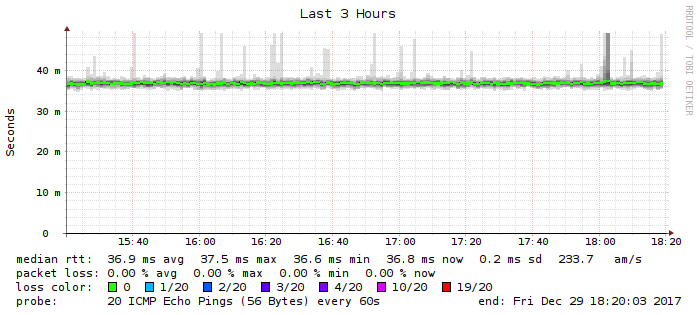 Last 3 Hours
RRDTOOL / TOBI OETIKER
Seconds
40 m
30 m
20 m
10 m
0
15:40 16:00 16:20 16:40 17:00 17:20 17:40 18:00 18:20
median rtt: 36.9 ms avg 37.5 ms max 36.6 ms min 36.8 ms now 0.2 ms sd 233.7 am/s
packet loss: 0.00 % avg 0.00 % max 0.00 % min 0.00 % now
loss color: 0 1/20 2/20 3/20 4/20 10/20 19/20
probe: 20 ICMP Echo Pings (56 Bytes) every 60s end: Fri Dec 29 18:20:03 2017